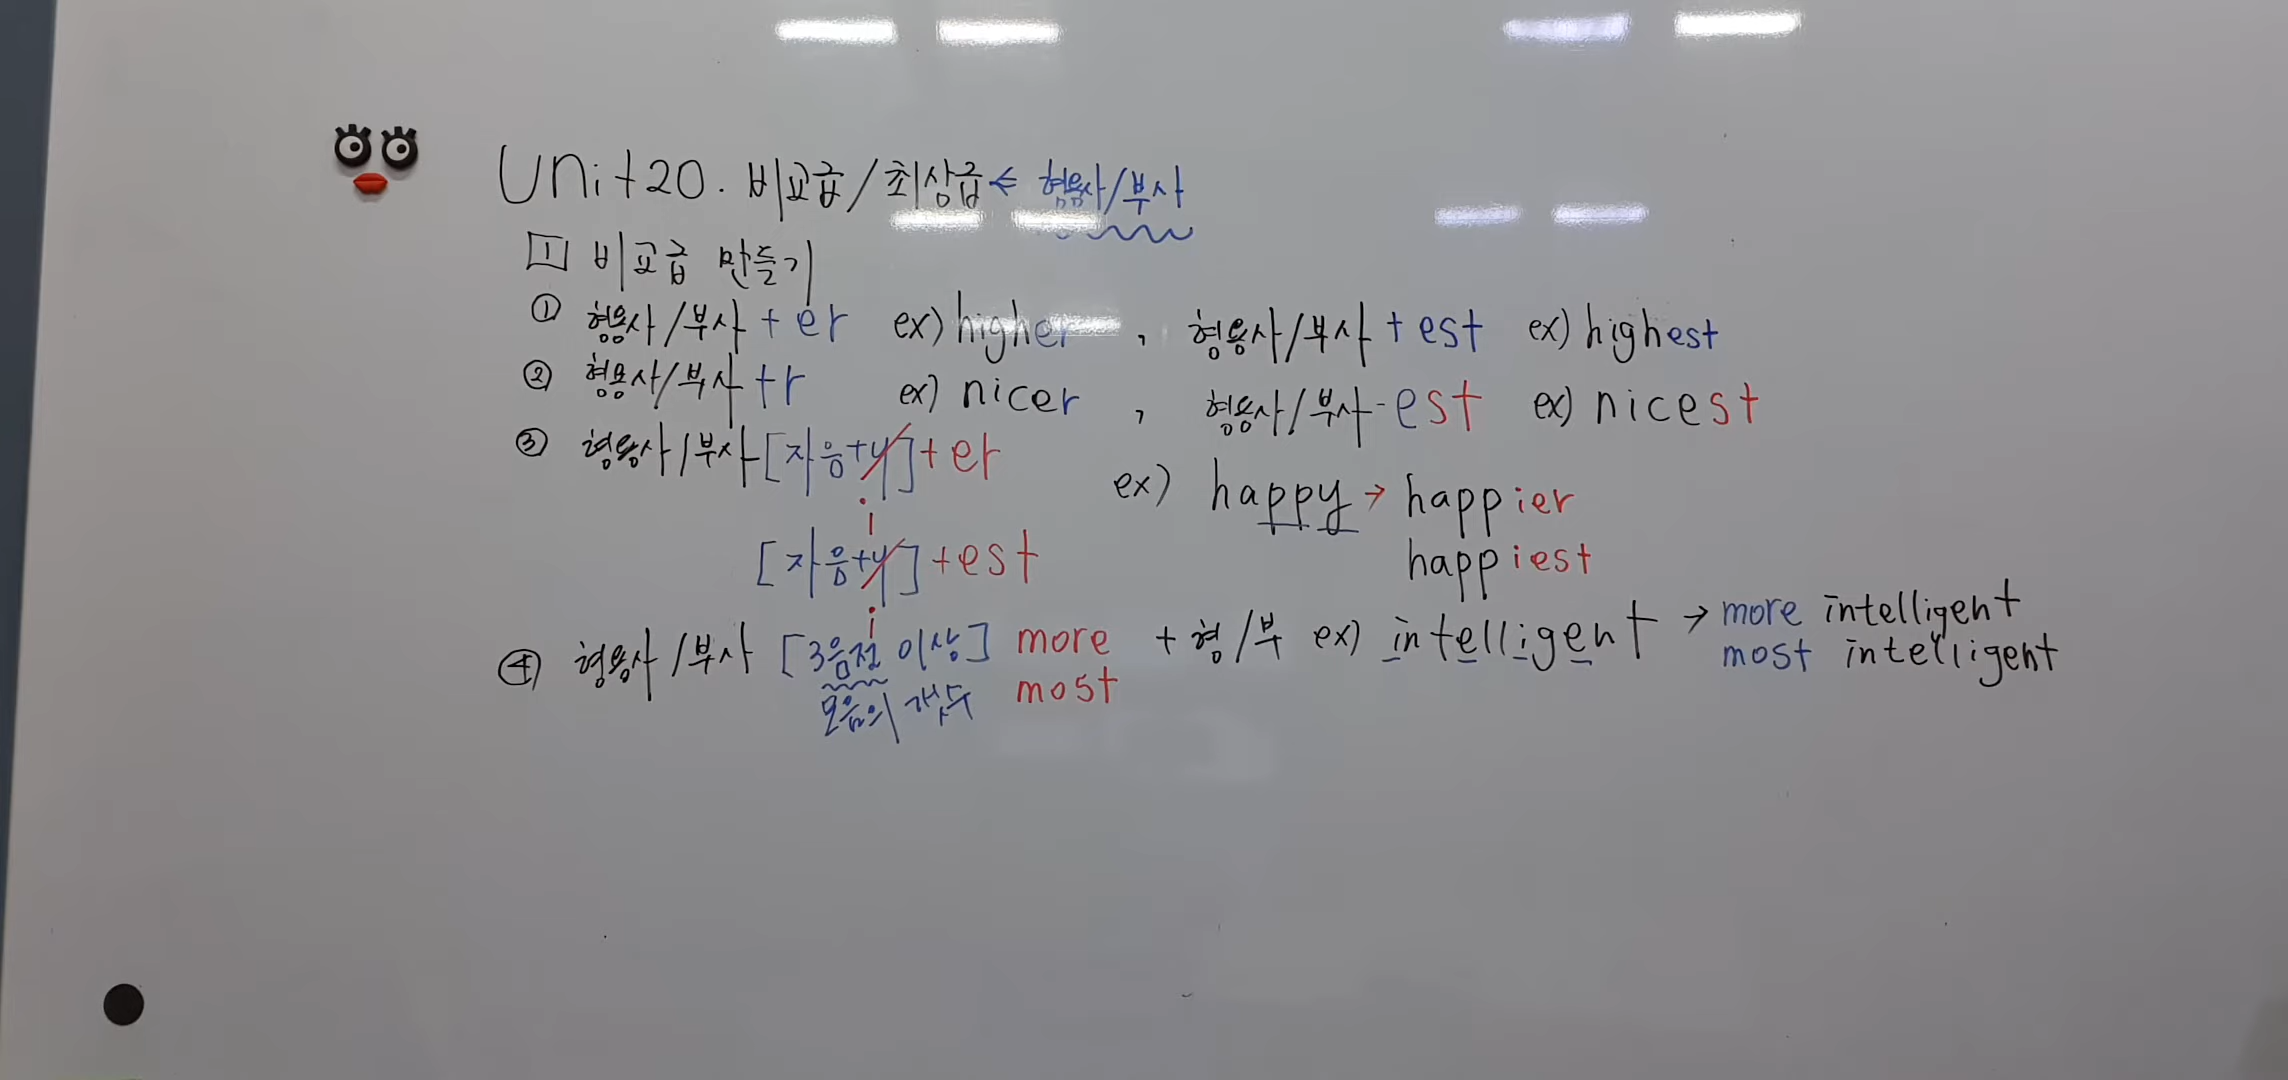 Unit20. 비교급/최상급 ← 형용사/부사
1 비교급 만들기
① 형용사/부사 + er ex) higher , 형용사/부사 + est ex) highest
② 형용사/부사 + r ex) nicer , 형용사/부사 - est ex) nicest
③ 형용사/부사 [자음+y] + er
i
ex) happy → happier
[자음+y] + est
i
happiest
④ 형용사/부사 [3음절 이상] more + 형/부 ex) intelligent → more intelligent
모음의 개수 most most intelligent